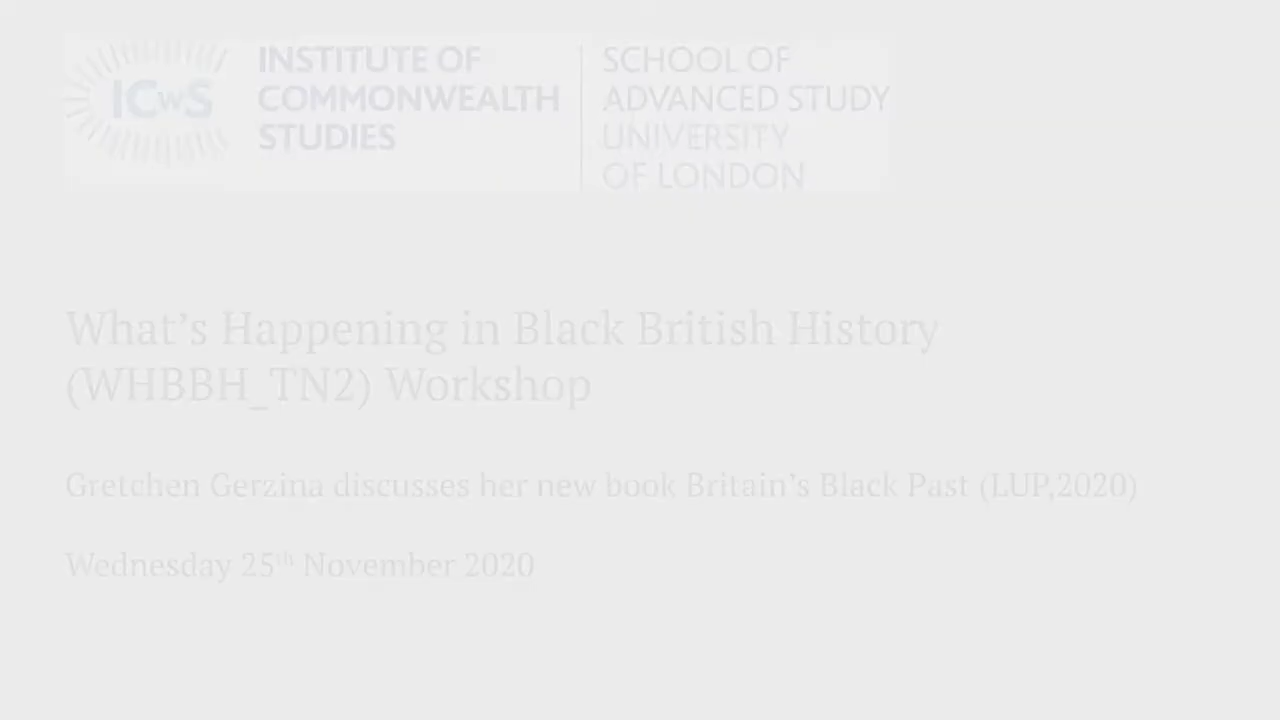 ICwS
INSTITUTE OF
COMMONWEALTH
STUDIES
SCHOOL OF
ADVANCED STUDY
UNIVERSITY
OF LONDON
What’s Happening in Black British History
(WHBBH_TN2) Workshop
Gretchen Gerzina discusses her new book Britain’s Black Past (LUP,2020)
Wednesday 25th November 2020